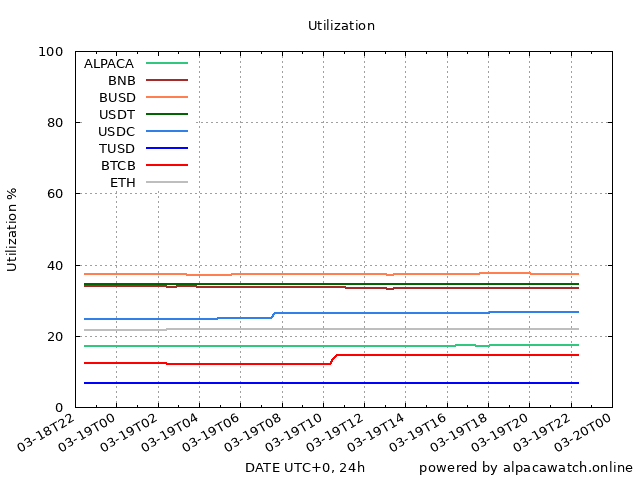 Utilization
100
80
60
40
20
0
Utilization %
ALPACA
BNB
BUSD
USDT
USDC
TUSD
BTCB
ETH
03-18T22
03-19T00
03-19T02
03-19T04
03-19T06
03-19T08
03-19T10
03-19T12
03-19T14
03-19T16
03-19T18
03-19T20
03-19T22
03-20T00
DATE UTC+0, 24h
powered by alpacawatch.online